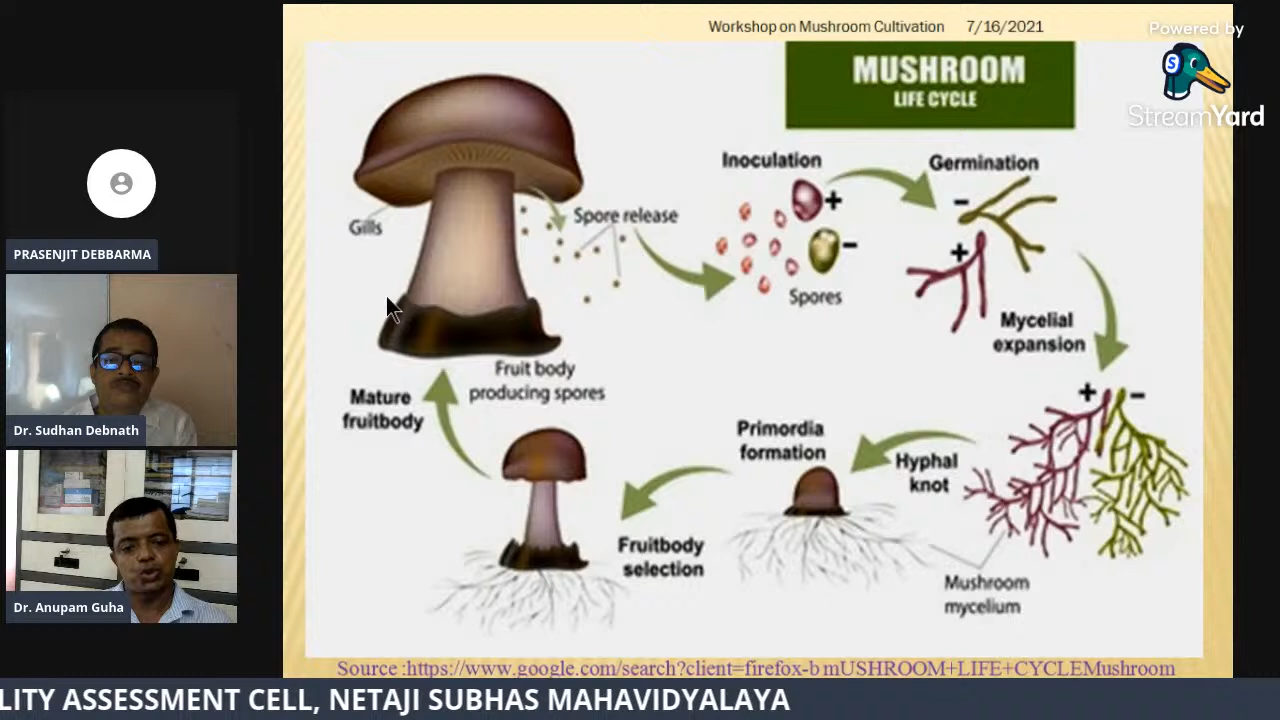 Workshop on Mushroom Cultivation 7/16/2021
Powered by
StreamYard
MUSHROOM
LIFE CYCLE
Inoculation
Germination
Gills
Spore release
+
-
-
+
Spores
Mycelial
expansion
Fruit body
producing spores
Mature
fruitbody
+ -
Primordia
formation
Hyphal
knot
Fruitbody
selection
Mushroom
mycelium
Source :https://www.google.com/search?client=firefox-b mUSHROOM+LIFE+CYCLEMushroom
PRASENJIT DEBBARMA
Dr. Sudhan Debnath
Dr. Anupam Guha
LITY ASSESSMENT CELL, NETAJI SUBHAS MAHAVIDYALAYA